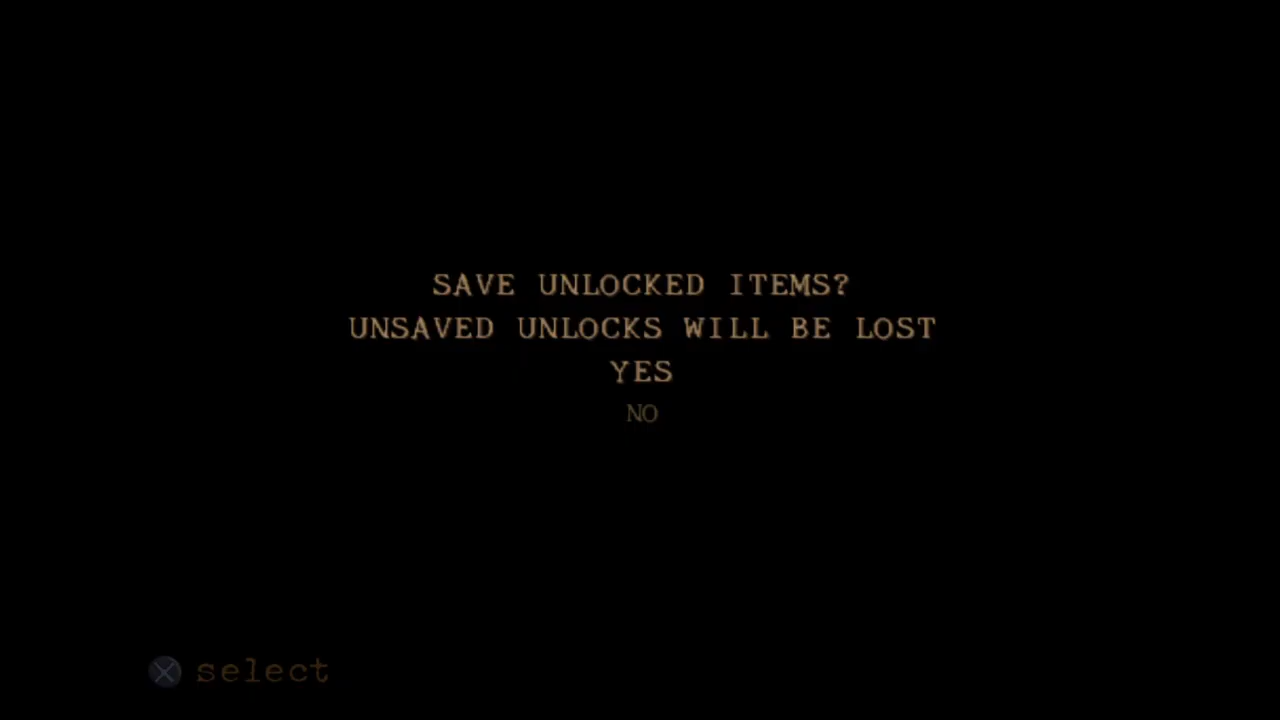 SAVE UNLOCKED ITEMS?
UNSAVED UNLOCKS WILL BE LOST
YES
NO
select